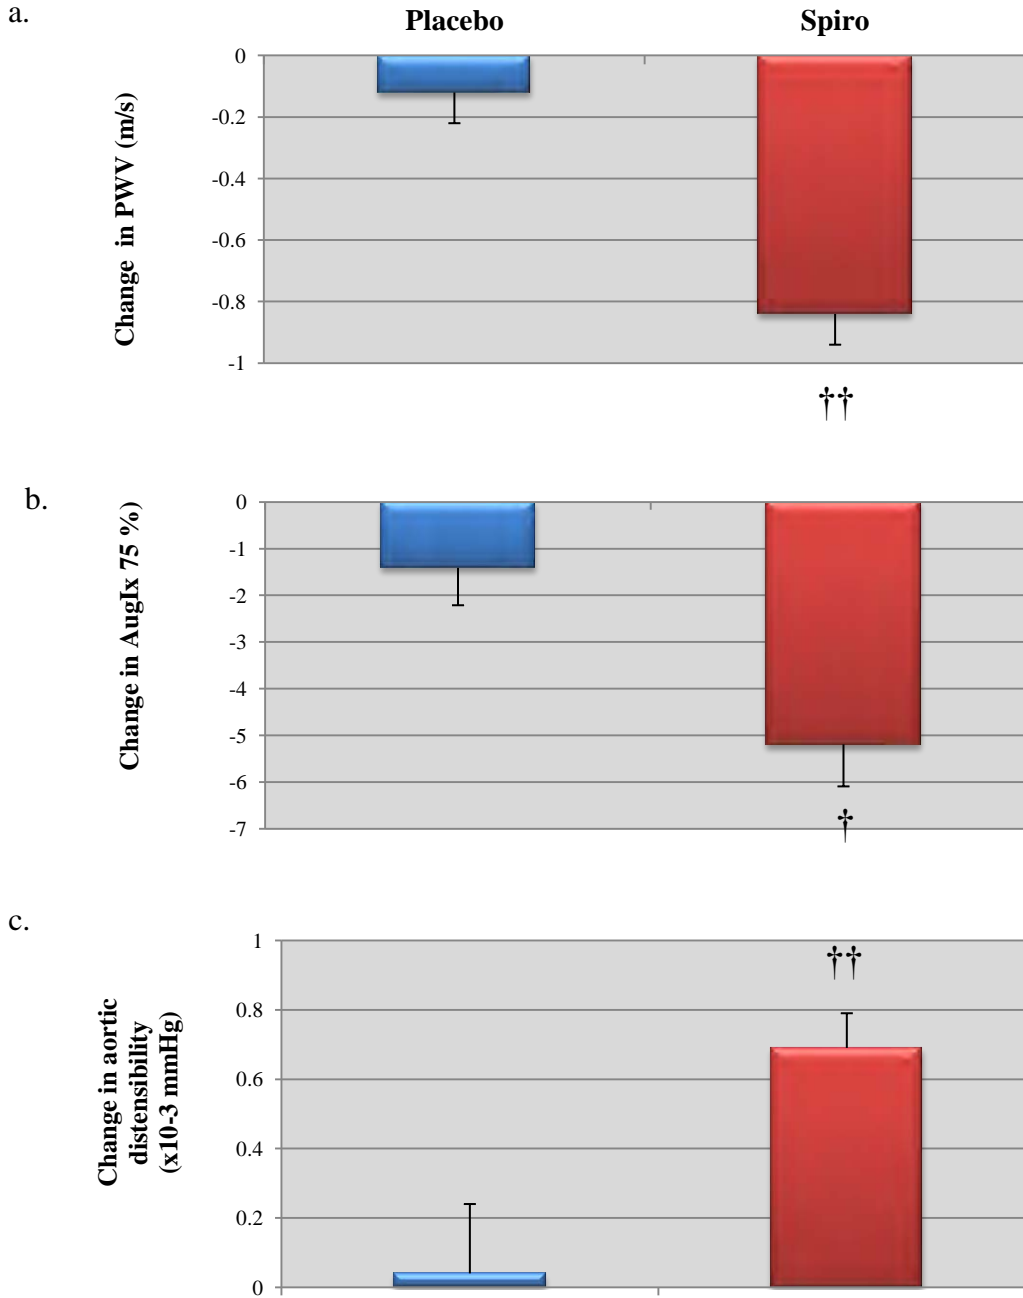 a.
Placebo Spiro
Change in PWV (m/s)
0
-0.2
-0.4
-0.6
-0.8
-1
††
b.
Change in AugIx 75 %)
0
-1
-2
-3
-4
-5
-6
-7
†
c.
Change in aortic
distensibility
(x10-3 mmHg)
1
0.8
0.6
0.4
0.2
0
††